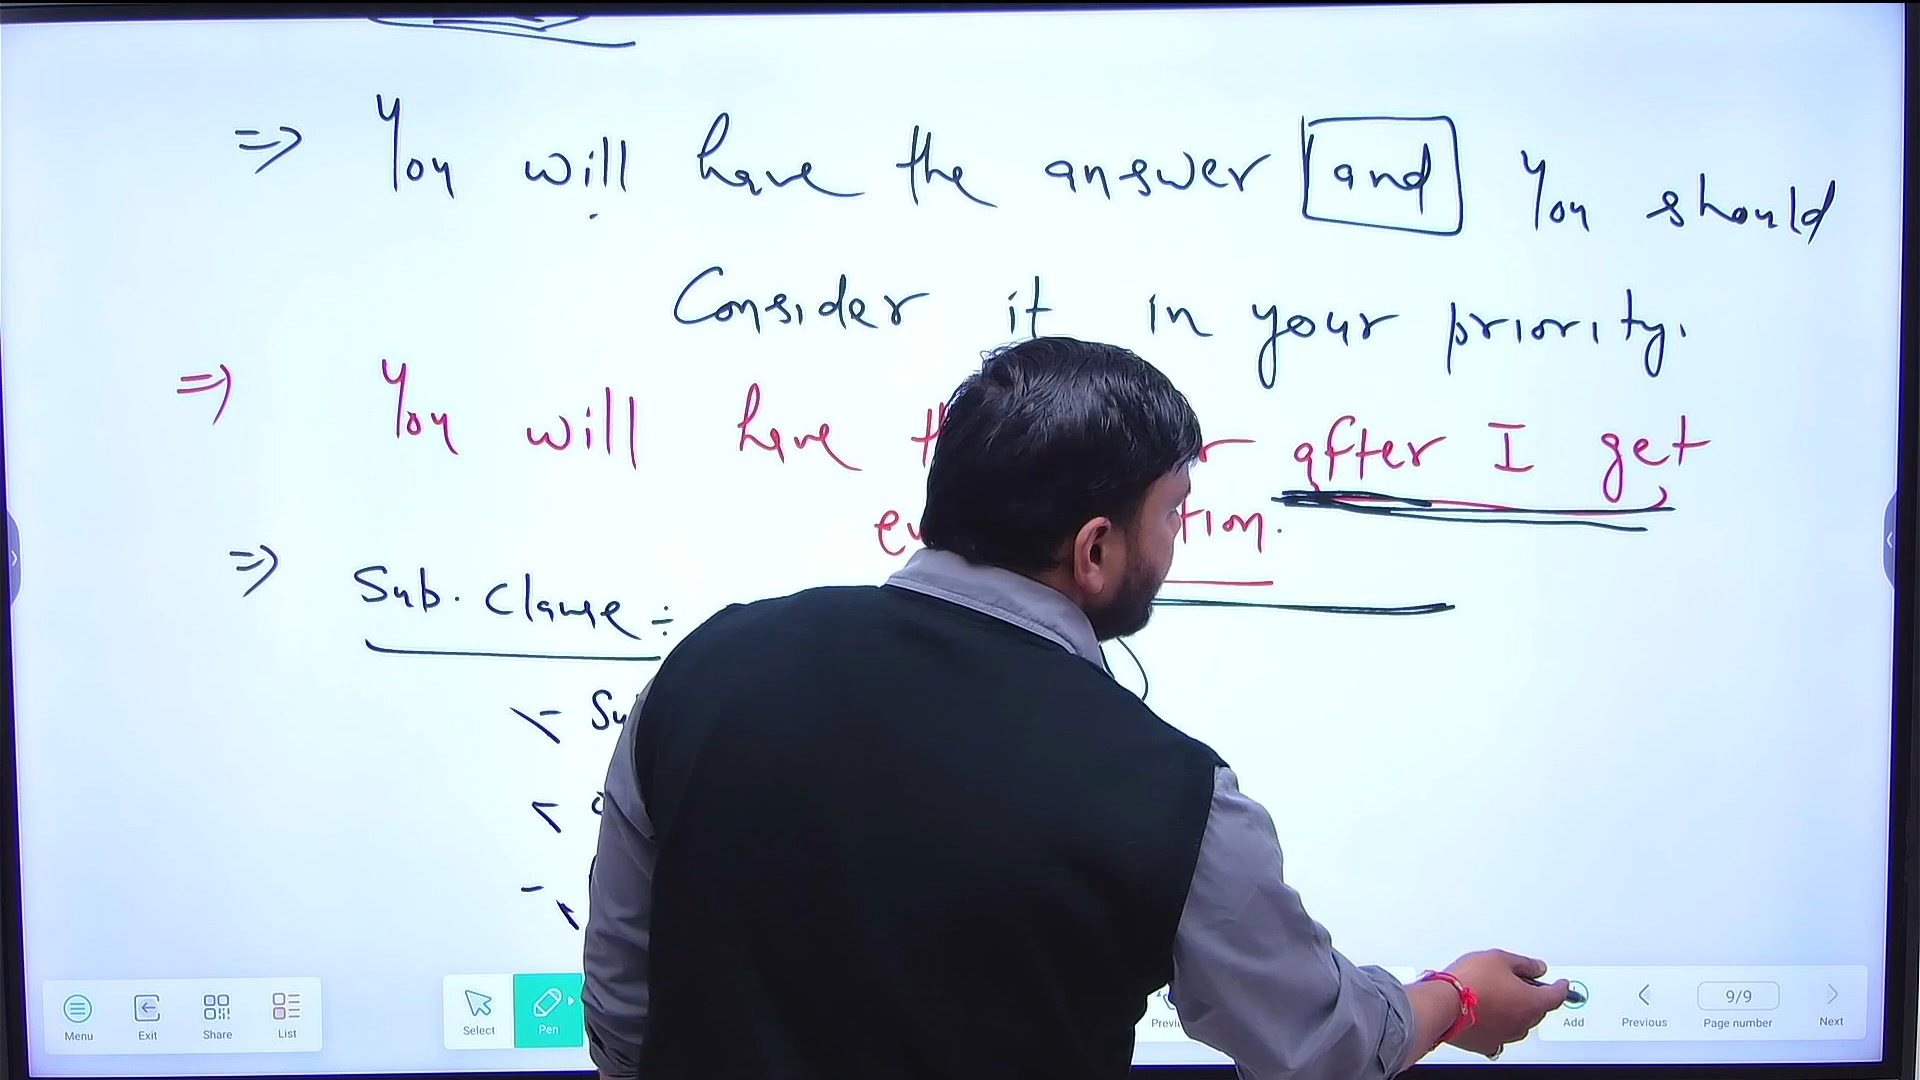 => You will have the answer and You should
Consider it in your priority.
=> You will have after I get
=> Sub. Clause :-
Menu Exit Share List Select Pen Add Previous 9/9 Page number Next